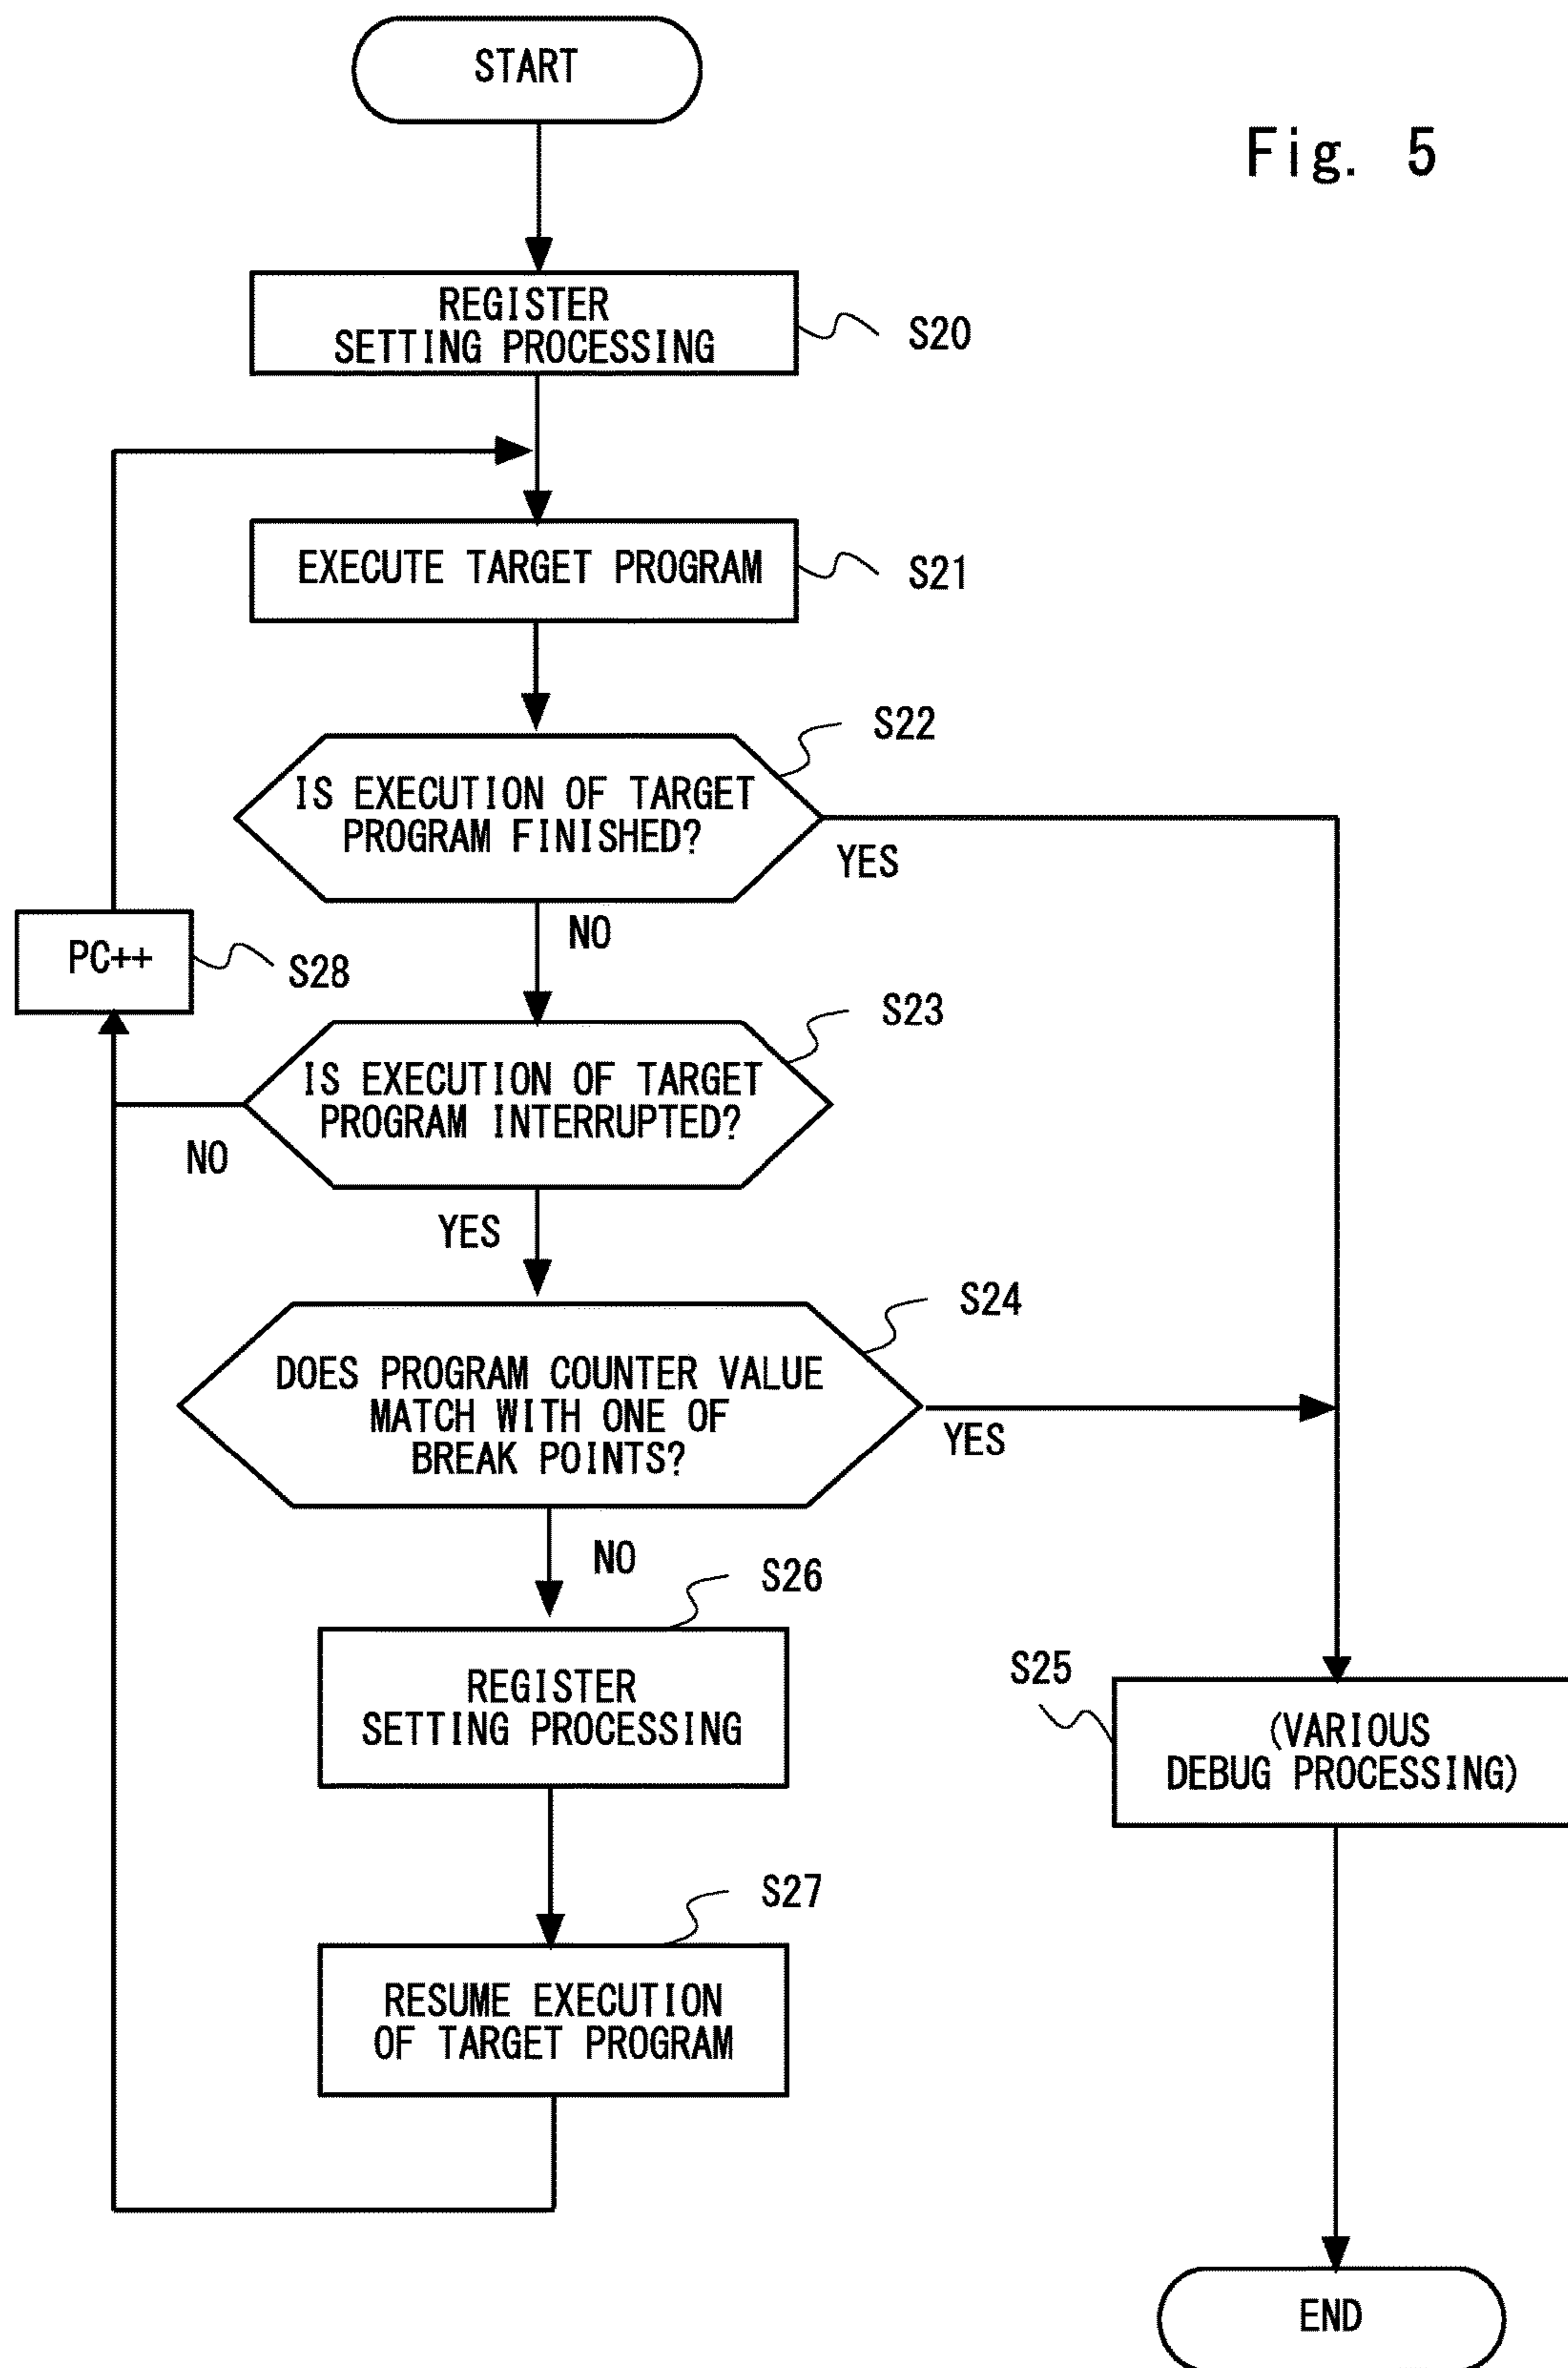 START
Fig. 5
REGISTER
SETTING PROCESSING
S20
EXECUTE TARGET PROGRAM
S21
S22
IS EXECUTION OF TARGET
PROGRAM FINISHED?
YES
NO
PC++
S28
S23
IS EXECUTION OF TARGET
PROGRAM INTERRUPTED?
NO
YES
S24
DOES PROGRAM COUNTER VALUE
MATCH WITH ONE OF
BREAK POINTS?
YES
NO
S26
REGISTER
SETTING PROCESSING
S25
(VARIOUS
DEBUG PROCESSING)
S27
RESUME EXECUTION
OF TARGET PROGRAM
END